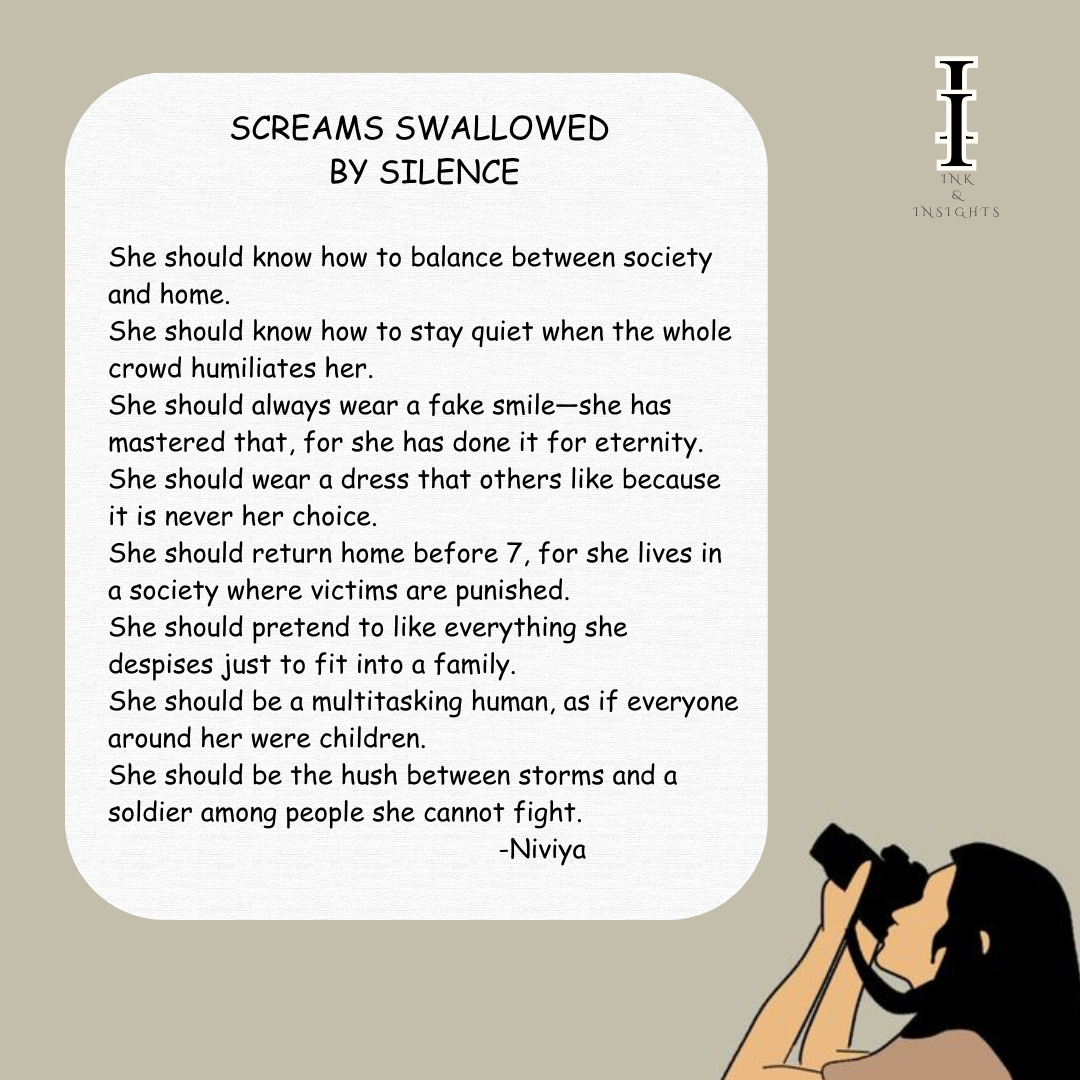 SCREAMS SWALLOWED
BY SILENCE
She should know how to balance between society
and home.
She should know how to stay quiet when the whole
crowd humiliates her.
She should always wear a fake smile—she has
mastered that, for she has done it for eternity.
She should wear a dress that others like because
it is never her choice.
She should return home before 7, for she lives in
a society where victims are punished.
She should pretend to like everything she
despises just to fit into a family.
She should be a multitasking human, as if everyone
around her were children.
She should be the hush between storms and a
soldier among people she cannot fight.
-Niviya
I
I
INK
&
INSIGHTS